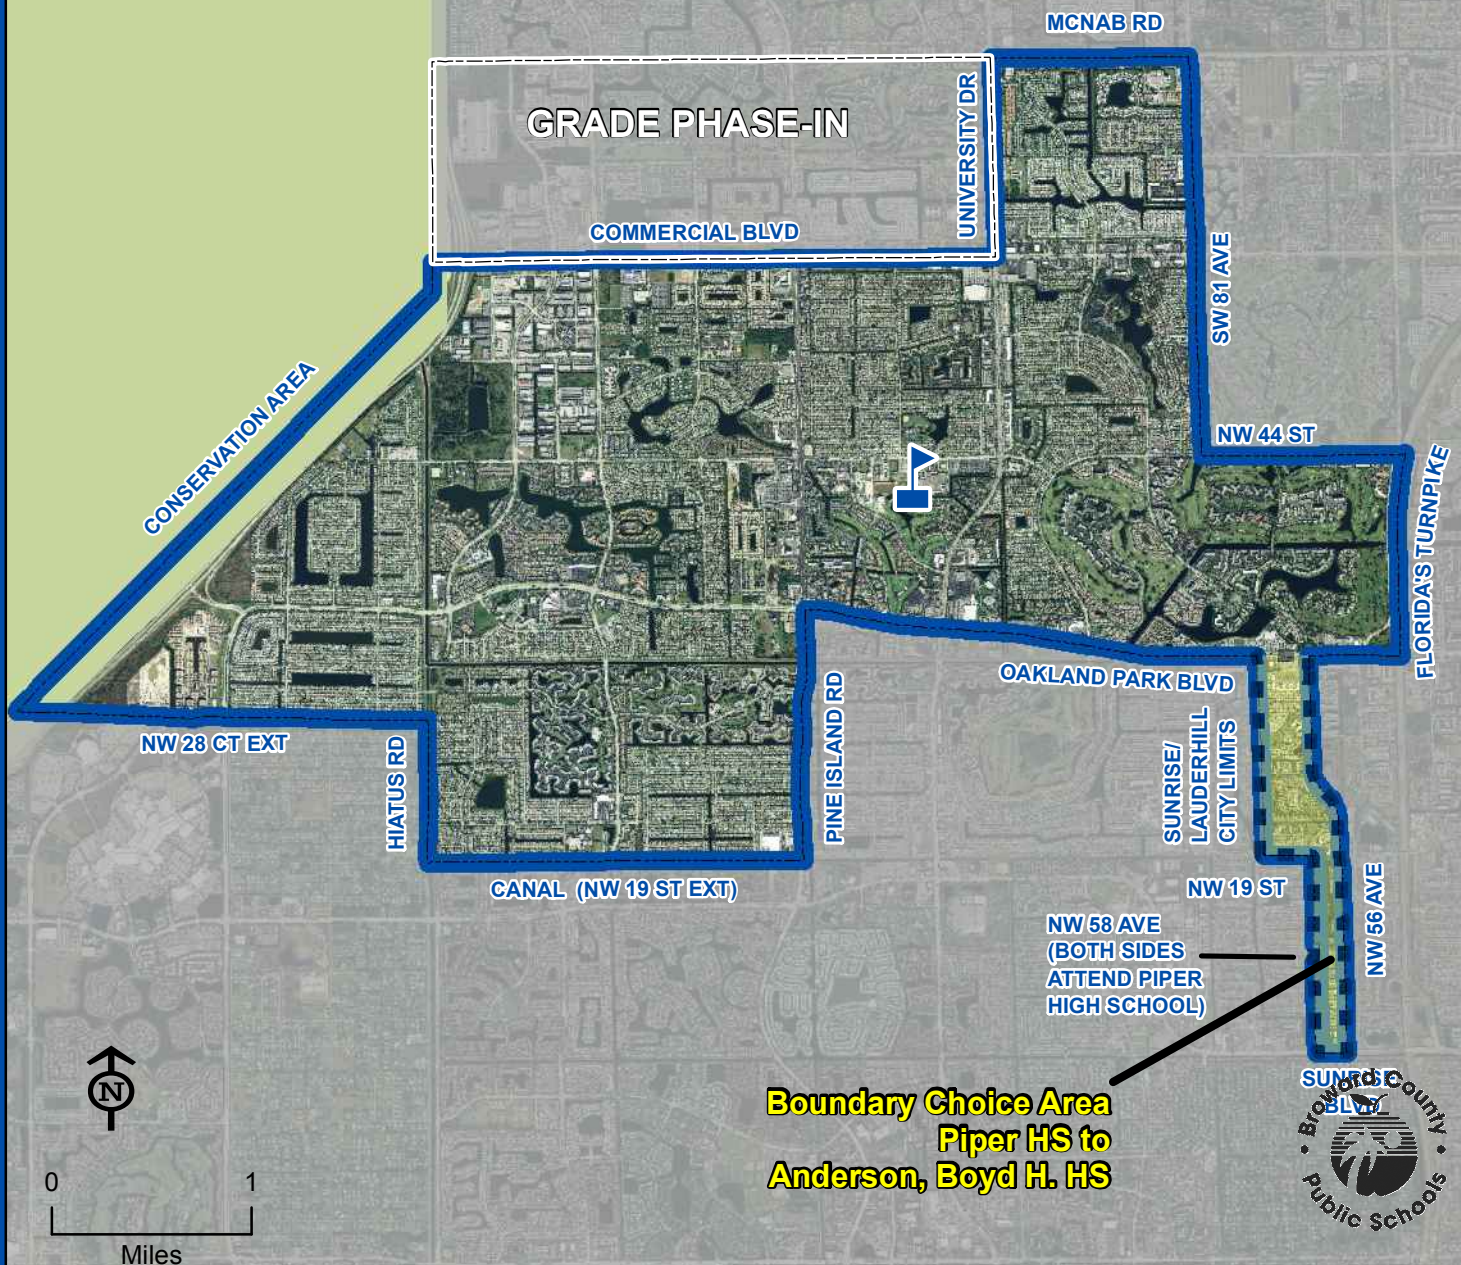 MCNAB RD
GRADE PHASE-IN
UNIVERSITY DR
COMMERCIAL BLVD
SW 81 AVE
CONSERVATION AREA
NW 44 ST
FLORIDA'S TURNPIKE
OAKLAND PARK BLVD
NW 28 CT EXT
HIATUS RD
PINE ISLAND RD
SUNRISE/
LAUDERHILL
CITY LIMITS
CANAL (NW 19 ST EXT)
NW 19 ST
NW 56 AVE
NW 58 AVE
(BOTH SIDES
ATTEND PIPER
HIGH SCHOOL)
SUNRISE
BLVD
Boundary Choice Area
Piper HS to
Anderson, Boyd H. HS
Broward County
Public Schools
N
0 1
Miles